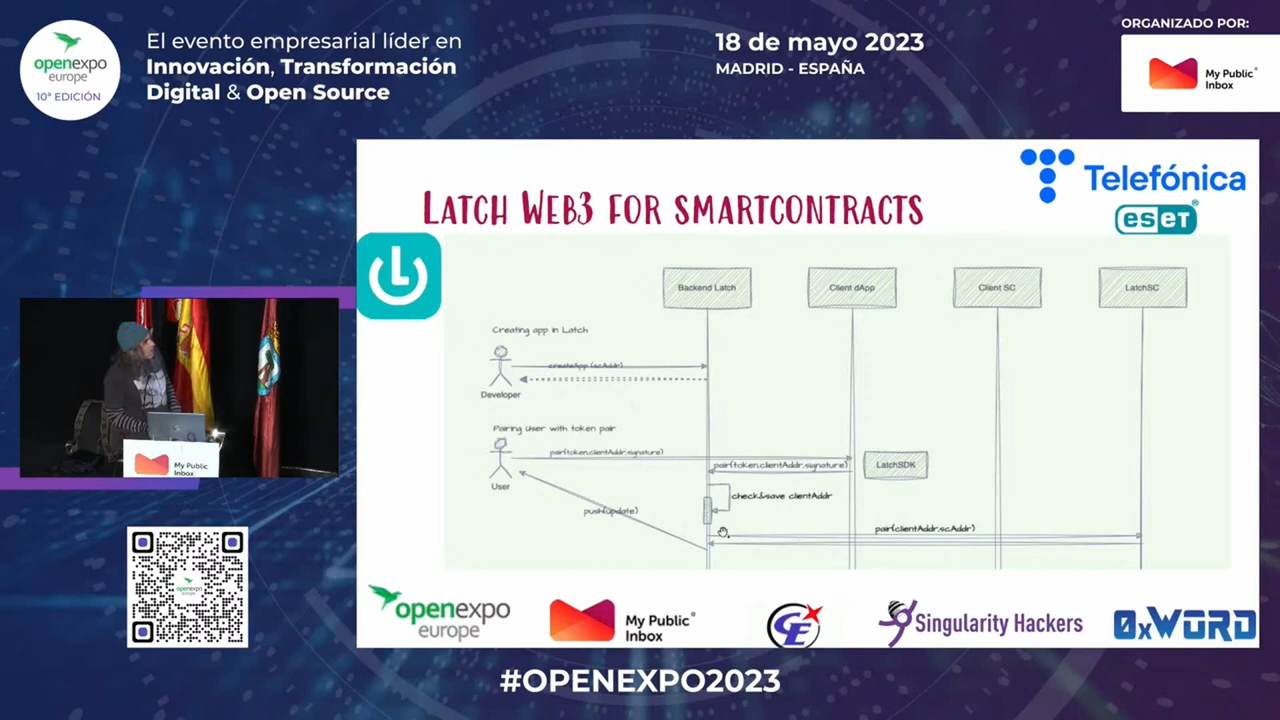 openexpo
europe
10ª EDICIÓN
El evento empresarial líder en
Innovación, Transformación
Digital & Open Source
18 de mayo 2023
MADRID - ESPAÑA
ORGANIZADO POR:
My Public
Inbox
Telefónica
eset
LATCH WEB3 FOR SMARTCONTRACTS
Backend Latch
Client dApp
Client SC
LatchSC
Creating app in Latch
createApp (scAddr)
Developer
Pairing user with token pair
pair(token,clientAddr,signature)
pair(token,clientAddr,signature)
LatchSDK
User
check&save clientAddr
push(update)
pair(clientAddr,scAddr)
My Public
Inbox
openexpo
europe
openexpo
europe
My Public
Inbox
CE
Singularity Hackers
0xWORD
#OPENEXPO2023